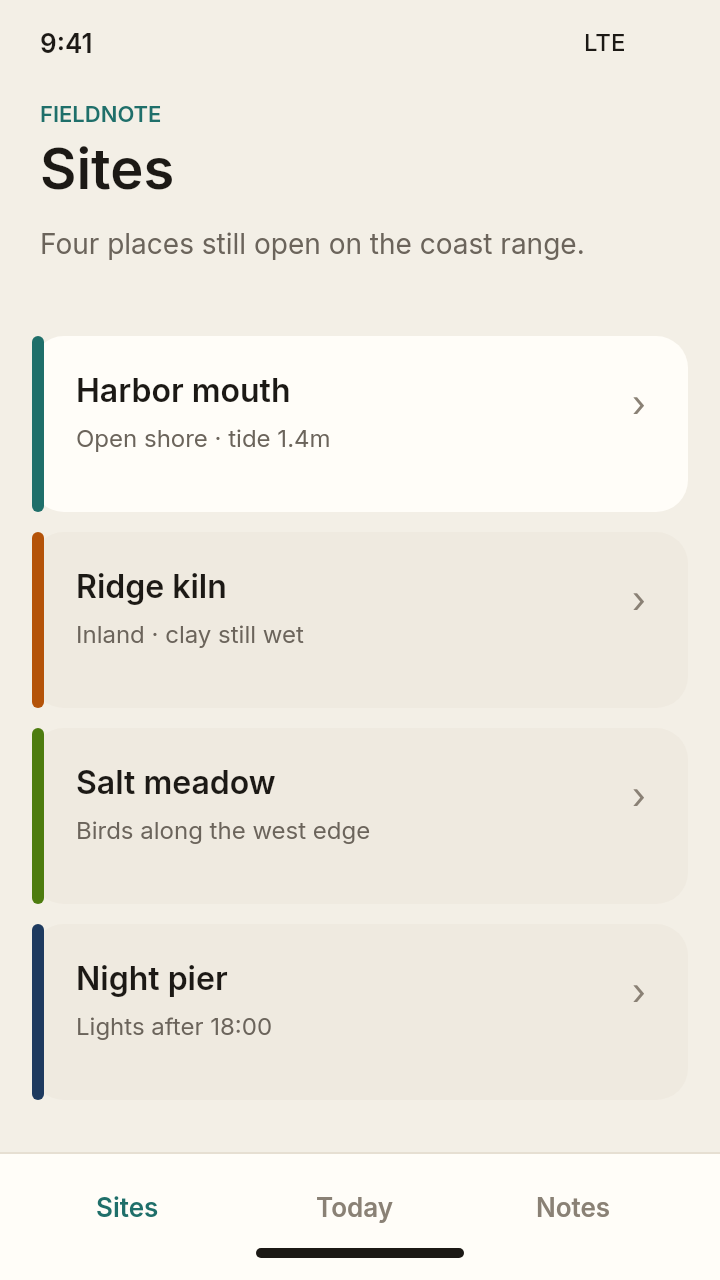 9:41
LTE
FIELDNOTE
Sites
Four places still open on the coast range.
Harbor mouth
›
Open shore · tide 1.4m
Ridge kiln
›
Inland · clay still wet
Salt meadow
›
Birds along the west edge
Night pier
›
Lights after 18:00
Sites
Today
Notes